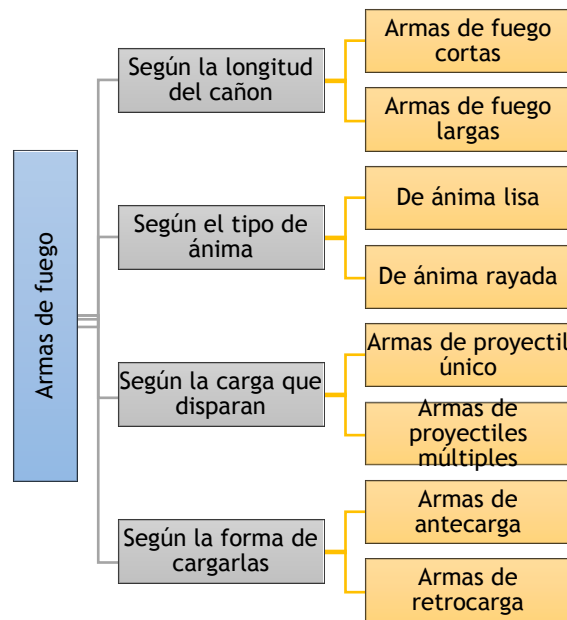 Armas de fuego
Según la longitud
del cañon
Armas de fuego
cortas
Armas de fuego
largas
Según el tipo de
ánima
De ánima lisa
De ánima rayada
Según la carga que
disparan
Armas de proyectil
único
Armas de
proyectiles
múltiples
Según la forma de
cargarlas
Armas de
antecarga
Armas de
retrocarga